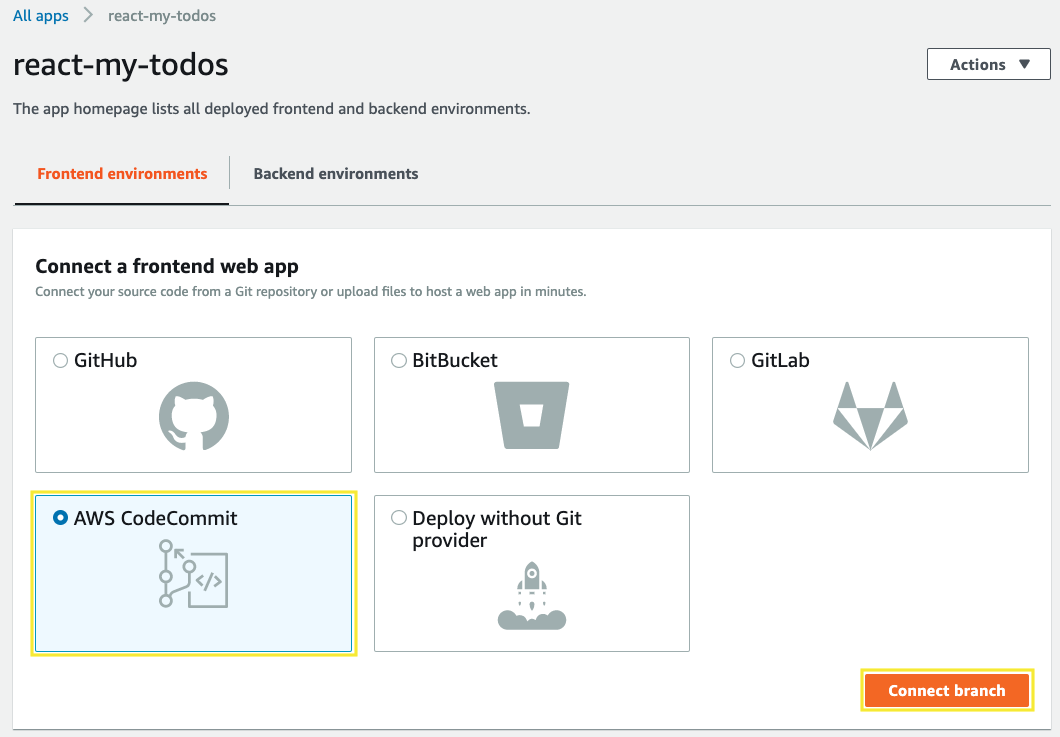 All apps > react-my-todos
react-my-todos
Actions ▼
The app homepage lists all deployed frontend and backend environments.
Frontend environments
Backend environments
Connect a frontend web app
Connect your source code from a Git repository or upload files to host a web app in minutes.
GitHub
BitBucket
GitLab
AWS CodeCommit
</>
Deploy without Git
provider
Connect branch